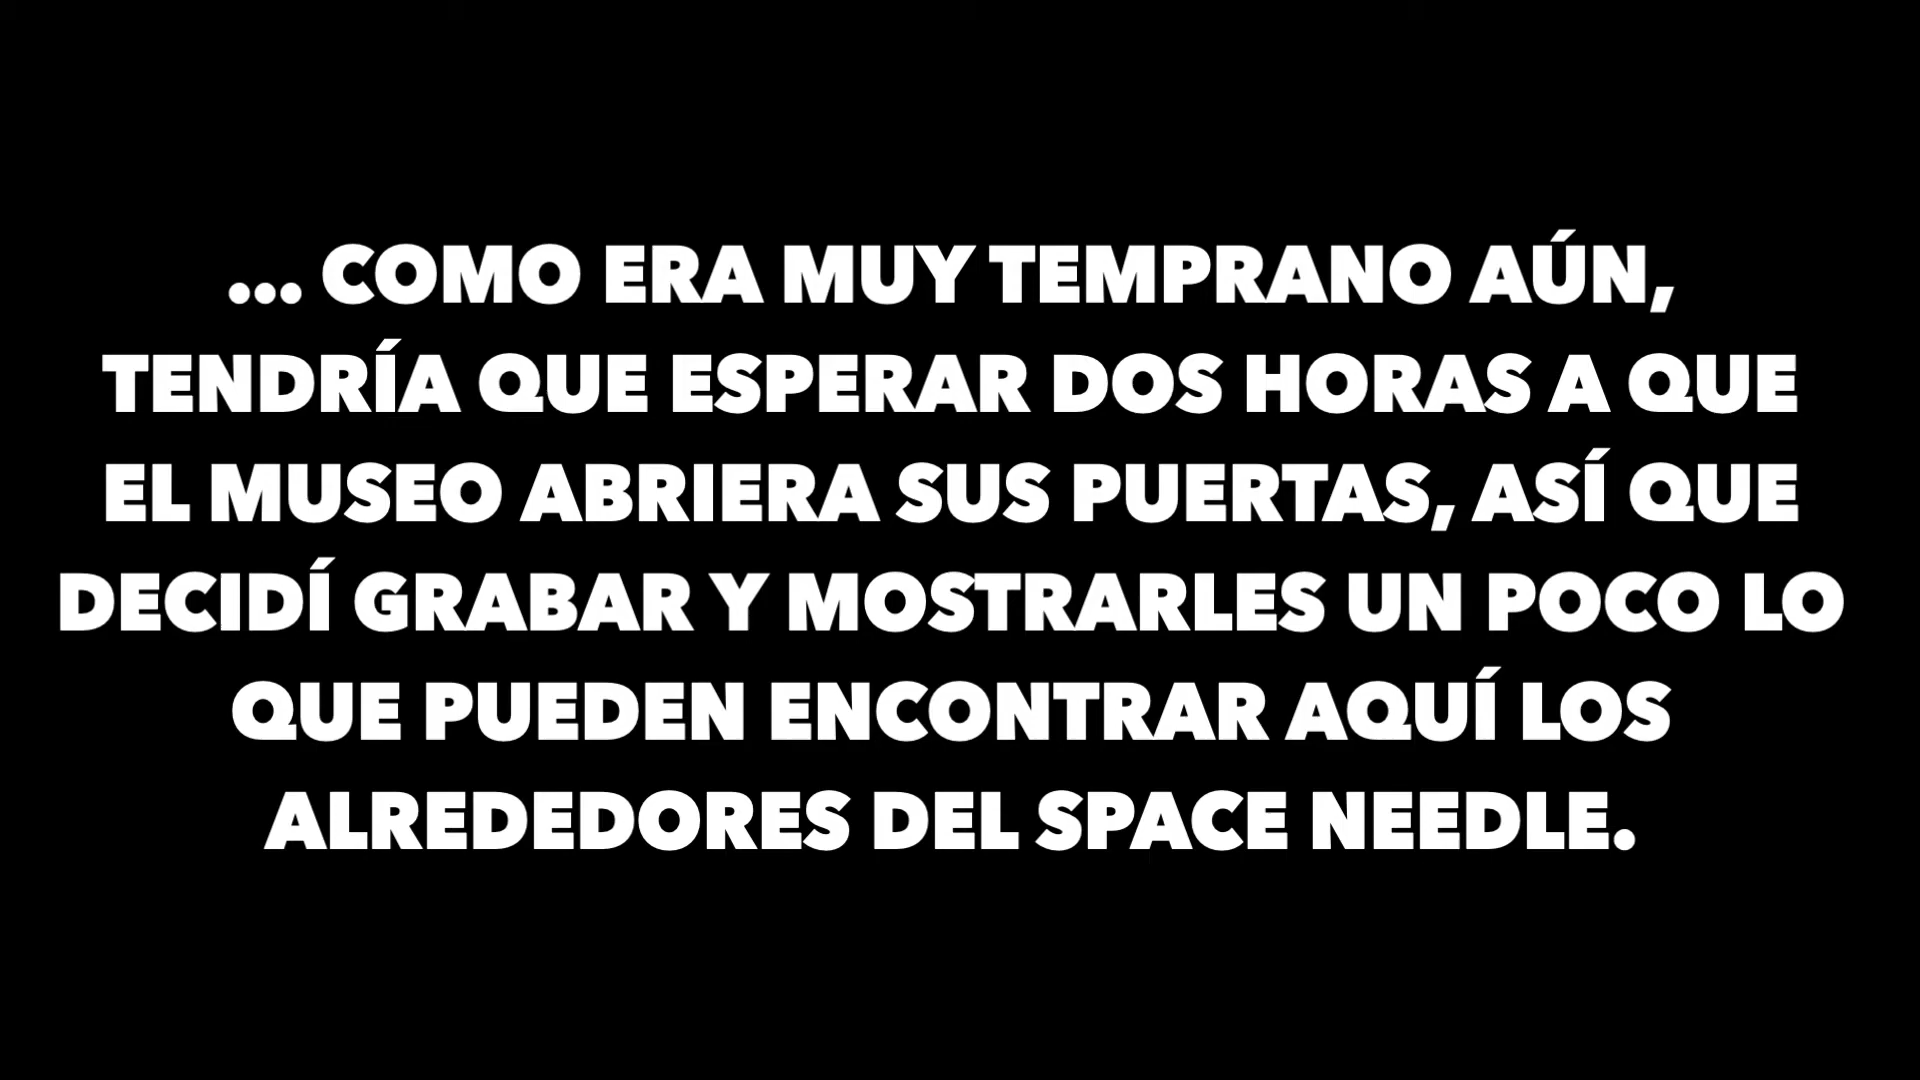 ... COMO ERA MUY TEMPRANO AÚN,
TENDRÍA QUE ESPERAR DOS HORAS A QUE
EL MUSEO ABRIERA SUS PUERTAS, ASÍ QUE
DECIDÍ GRABAR Y MOSTRARLES UN POCO LO
QUE PUEDEN ENCONTRAR AQUÍ LOS
ALREDEDORES DEL SPACE NEEDLE.